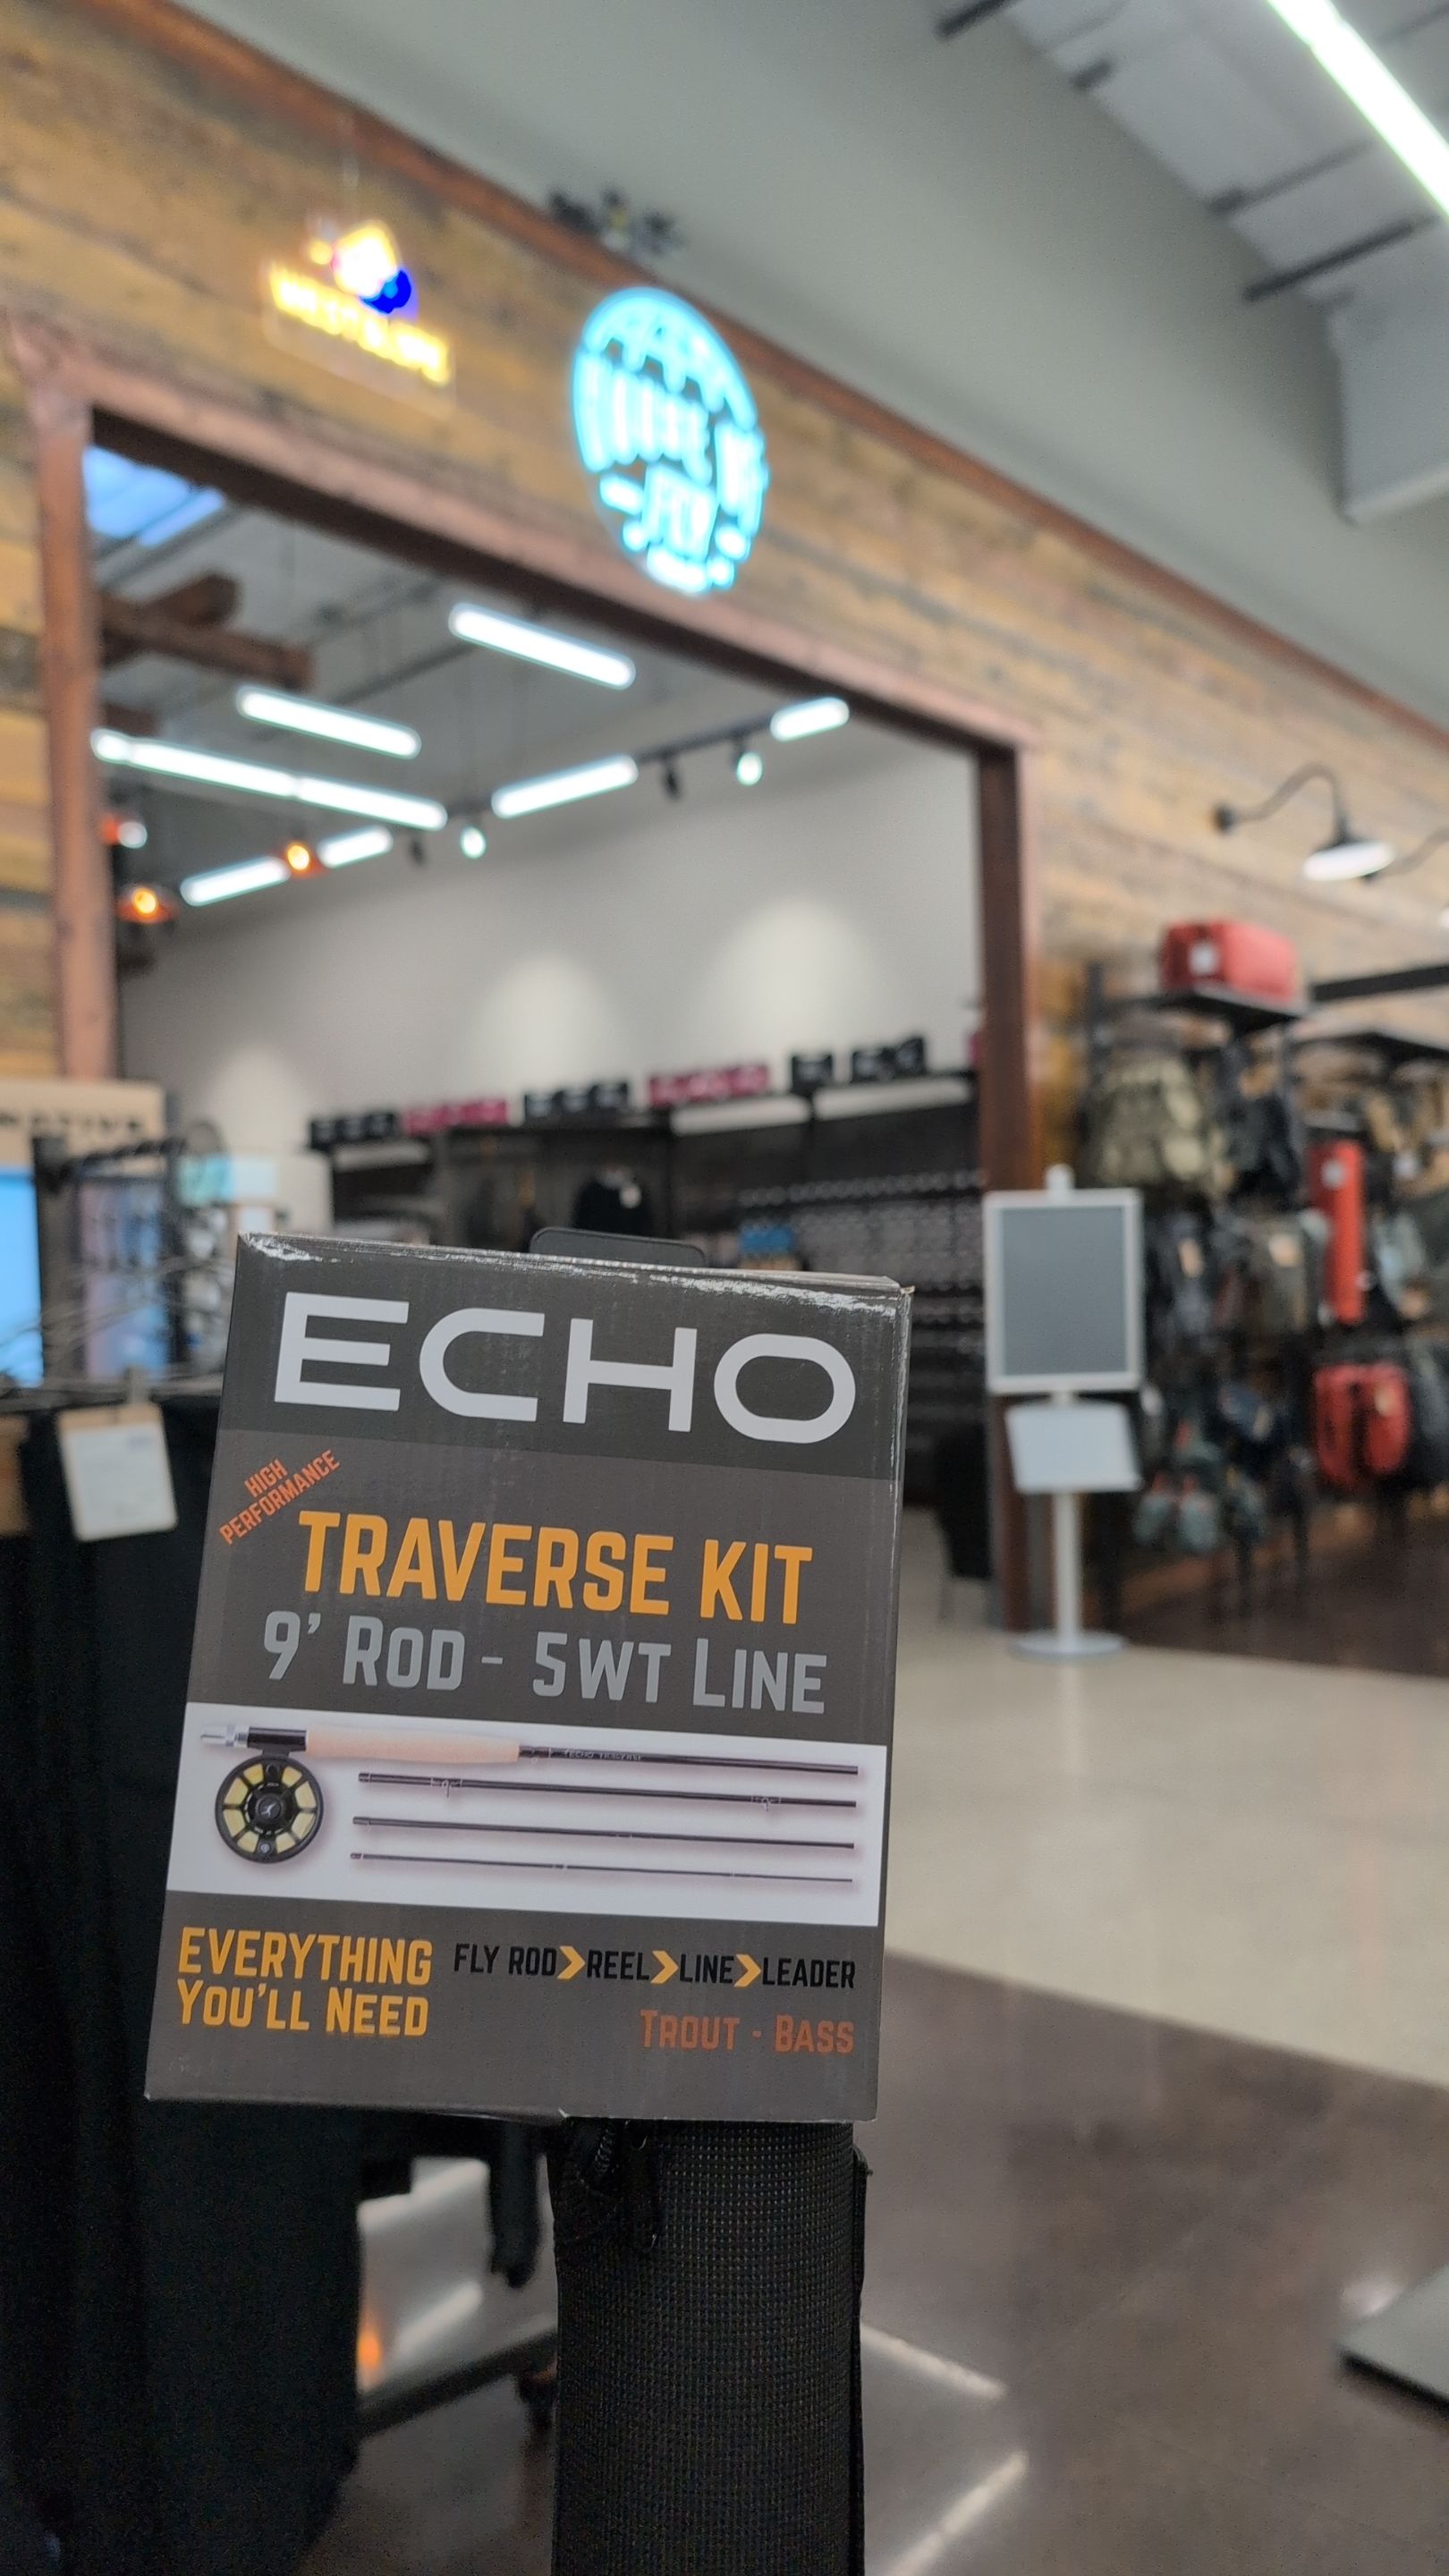 ECHO
HIGH
PERFORMANCE
TRAVERSE KIT
9' ROD - 5WT LINE
EVERYTHING
YOU'LL NEED
FLY ROD>REEL>LINE>LEADER
TROUT - BASS